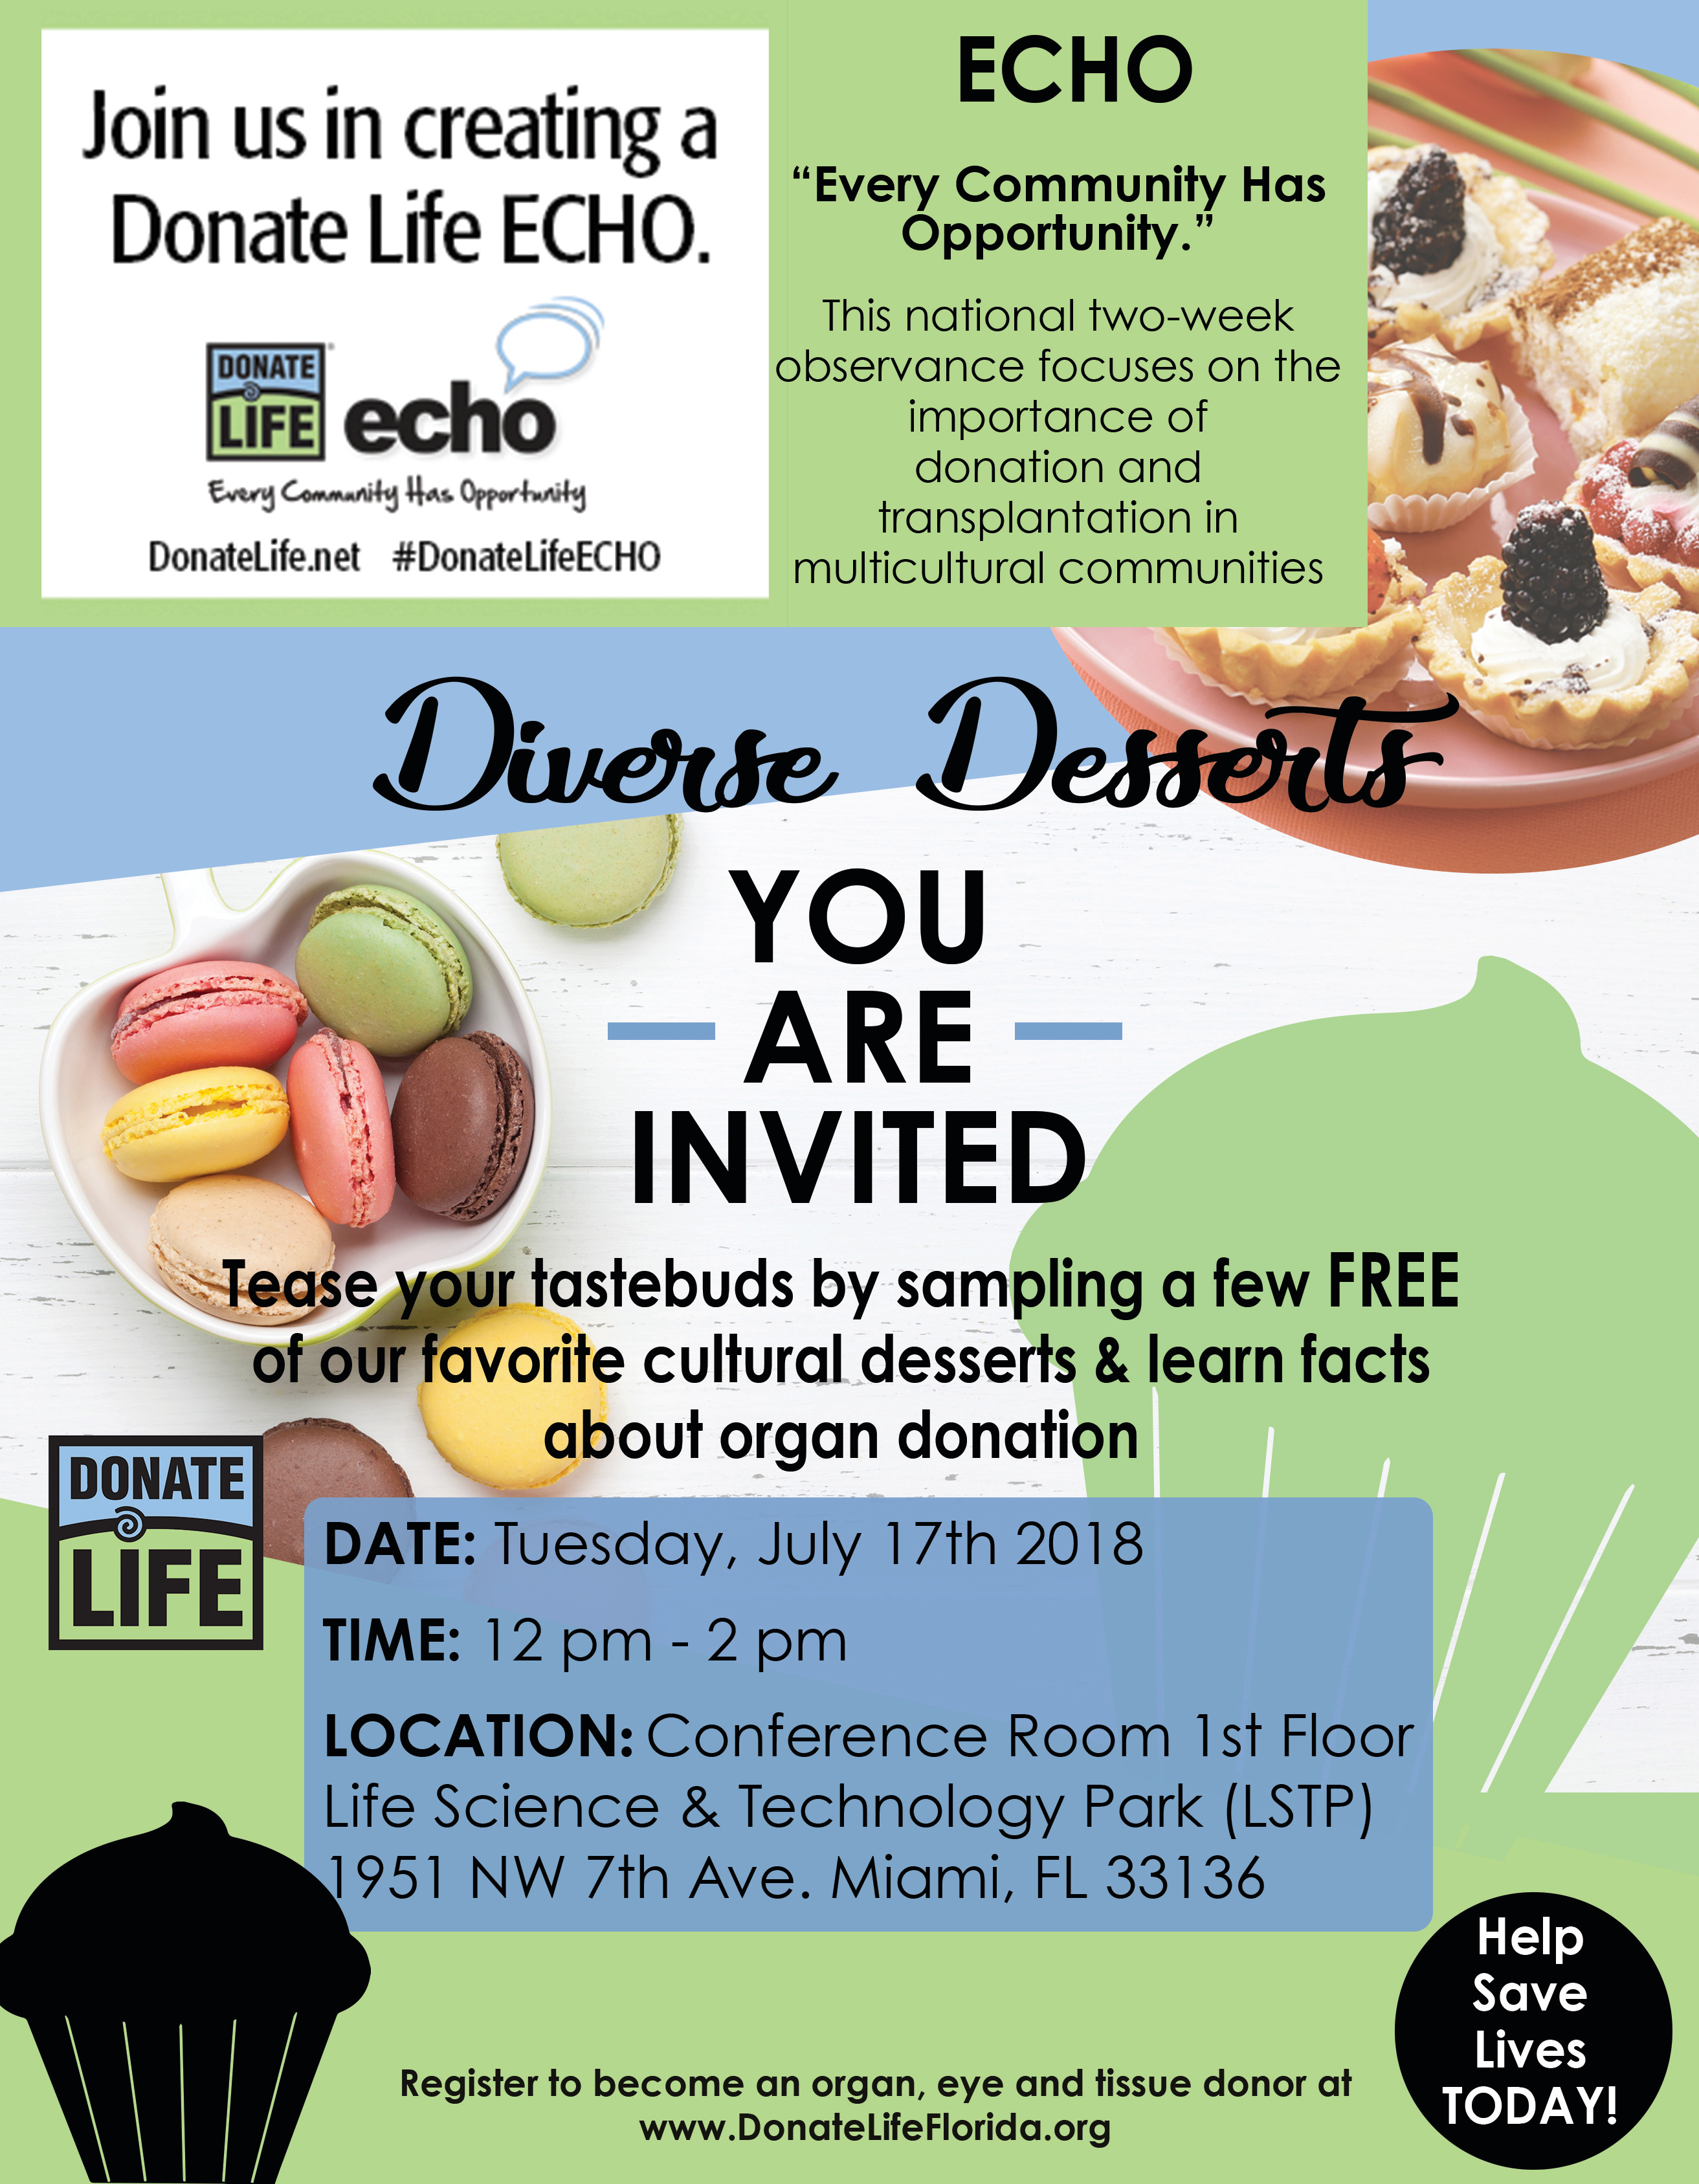 Join us in creating a
Donate Life ECHO.
DONATE
LIFE®
echo
Every Community Has Opportunity
DonateLife.net #DonateLifeECHO
ECHO
“Every Community Has
Opportunity.”
This national two-week
observance focuses on the
importance of
donation and
transplantation in
multicultural communities
Diverse Desserts
YOU
ARE
INVITED
Tease your tastebuds by sampling a few FREE
of our favorite cultural desserts & learn facts
about organ donation
DONATE
LIFE
DATE: Tuesday, July 17th 2018
TIME: 12 pm - 2 pm
LOCATION: Conference Room 1st Floor
Life Science & Technology Park (LSTP)
1951 NW 7th Ave. Miami, FL 33136
Help
Save
Lives
TODAY!
Register to become an organ, eye and tissue donor at
www.DonateLifeFlorida.org